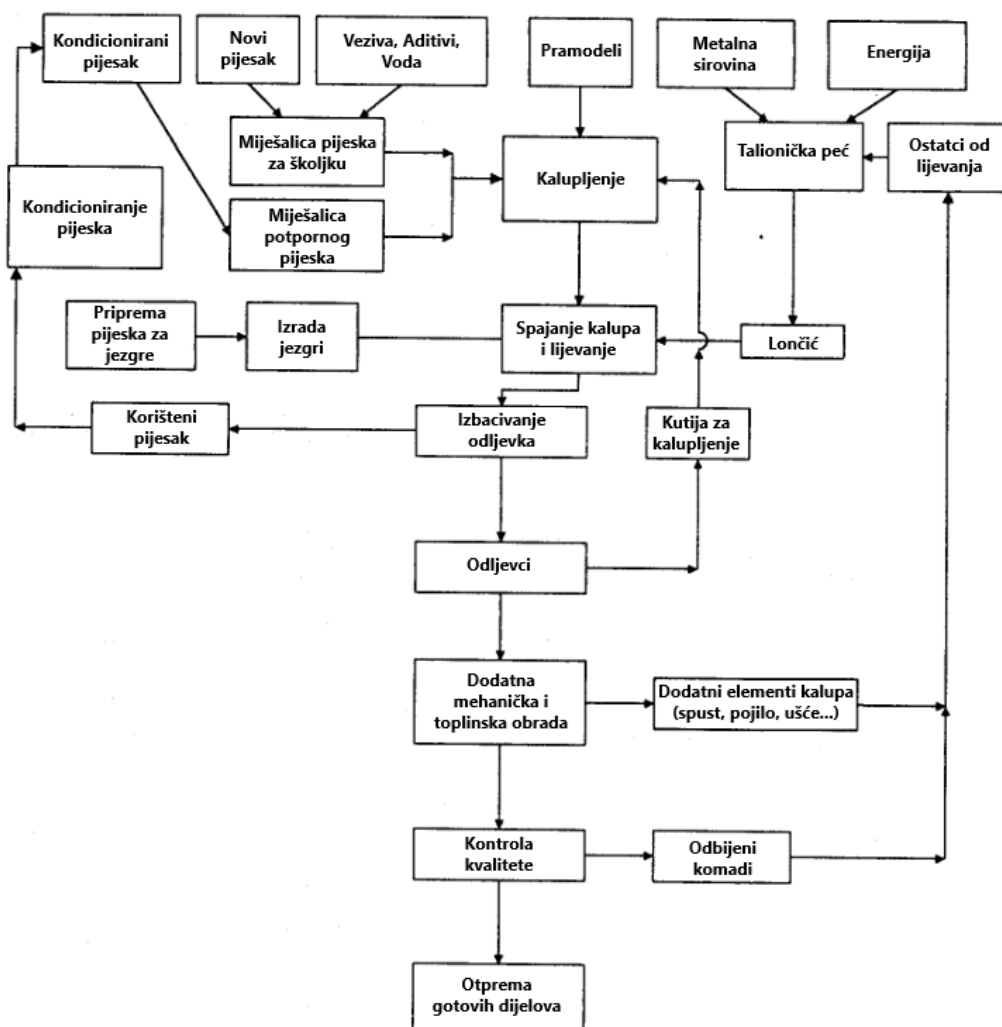 Kondicionirani
pijesak
Novi
pijesak
Veziva, Aditivi,
Voda
Pramodeli
Metalna
sirovina
Energija
Miješalica pijeska
za školjku
Kalupljenje
Talionička peć
Ostatci od
lijevanja
Kondicioniranje
pijeska
Miješalica
potpornog
pijeska
Priprema
pijeska za
jezgre
Izrada
jezgri
Spajanje kalupa
i lijevanje
Lončić
Korišteni
pijesak
Izbacivanje
odljevka
Kutija za
kalupljenje
Odljevci
Dodatna
mehanička i
toplinska obrada
Dodatni elementi kalupa
(spust, pojilo, ušće...)
Kontrola
kvalitete
Odbijeni
komadi
Otprema
gotovih dijelova